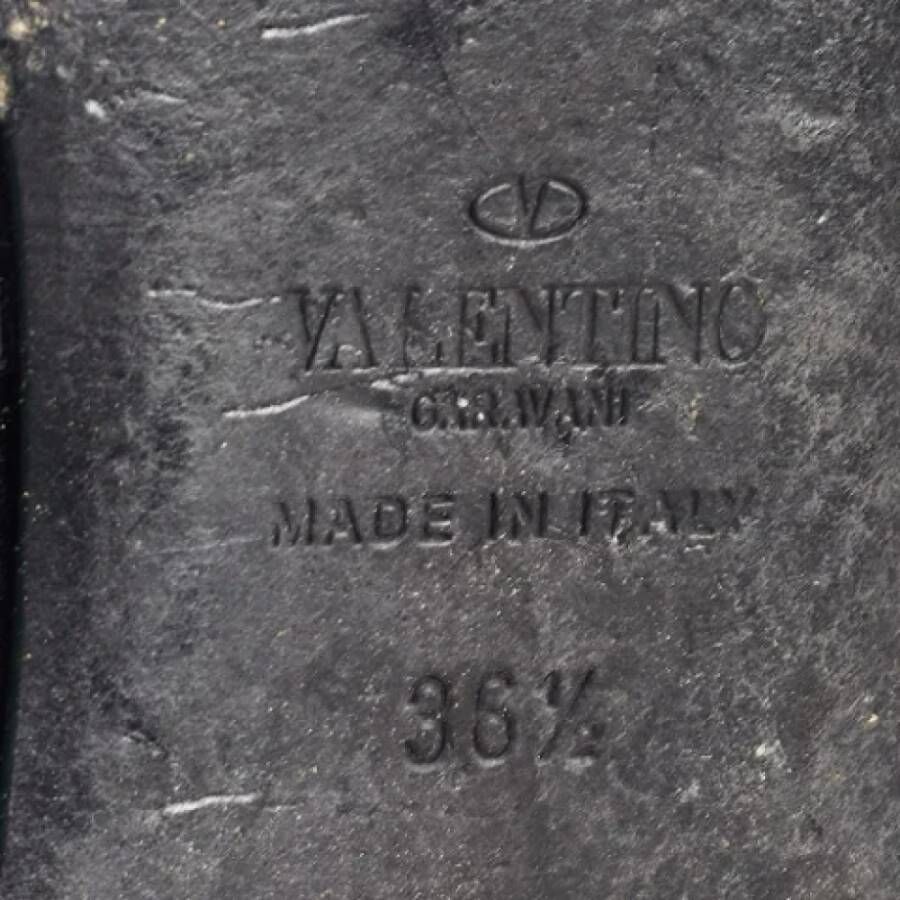 VALENTINO
GARAVANI
MADE IN ITALY
36½